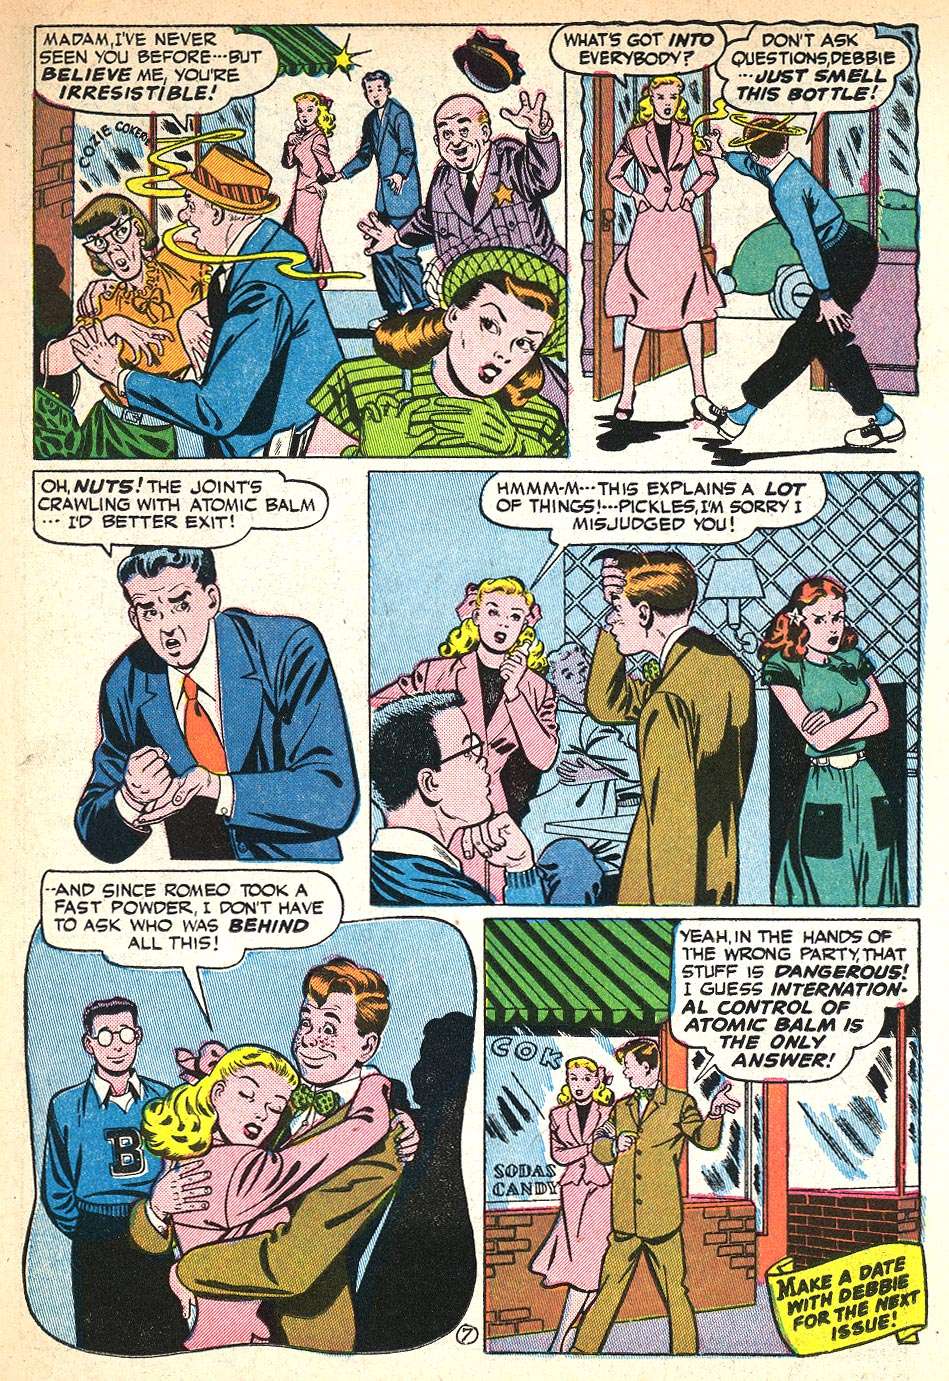 MADAM, I'VE NEVER
SEEN YOU BEFORE--- BUT
BELIEVE ME, YOU'RE
IRRESISTIBLE!
COZIE COKERY
WHAT'S GOT INTO
EVERYBODY?
DON'T ASK
QUESTIONS, DEBBIE
---JUST SMELL
THIS BOTTLE!
OH, NUTS! THE JOINT'S
CRAWLING WITH ATOMIC BALM
--- I'D BETTER EXIT!
HMMM-M---THIS EXPLAINS A LOT
OF THINGS!---PICKLES, I'M SORRY I
MISJUDGED YOU!
--AND SINCE ROMEO TOOK A
FAST POWDER, I DON'T HAVE
TO ASK WHO WAS BEHIND
ALL THIS!
B
7
YEAH, IN THE HANDS OF
THE WRONG PARTY, THAT
STUFF IS DANGEROUS!
I GUESS INTERNATION-
AL CONTROL OF
ATOMIC BALM IS
THE ONLY
ANSWER!
COK
SODAS
CANDY
MAKE A DATE
WITH DEBBIE
FOR THE NEXT
ISSUE!